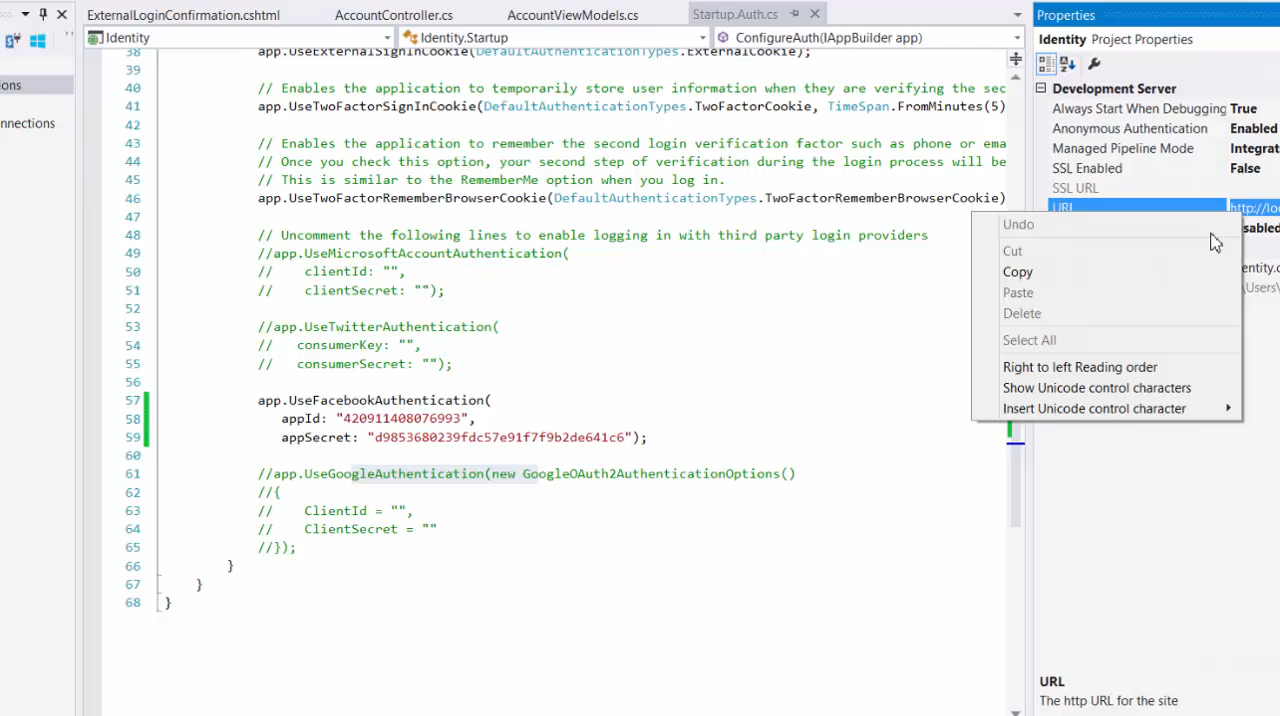 ExternalLoginConfirmation.cshtml AccountController.cs AccountViewModels.cs Startup.Auth.cs
Properties
Identity Identity.Startup ConfigureAuth(IAppBuilder app)
Identity Project Properties
ions
nnections
38 app.UseExternalSignInCookie(DefaultAuthenticationTypes.ExternalCookie);
39
40 // Enables the application to temporarily store user information when they are verifying the sec
41 app.UseTwoFactorSignInCookie(DefaultAuthenticationTypes.TwoFactorCookie, TimeSpan.FromMinutes(5)
42
43 // Enables the application to remember the second login verification factor such as phone or ema
44 // Once you check this option, your second step of verification during the login process will be
45 // This is similar to the RememberMe option when you log in.
46 app.UseTwoFactorRememberBrowserCookie(DefaultAuthenticationTypes.TwoFactorRememberBrowserCookie)
47
48 // Uncomment the following lines to enable logging in with third party login providers
49 //app.UseMicrosoftAccountAuthentication(
50 // clientId: "",
51 // clientSecret: "");
52
53 //app.UseTwitterAuthentication(
54 // consumerKey: "",
55 // consumerSecret: "");
56
57 app.UseFacebookAuthentication(
58 appId: "420911408076993",
59 appSecret: "d9853680239fdc57e91f7f9b2de641c6");
60
61 //app.UseGoogleAuthentication(new GoogleOAuth2AuthenticationOptions()
62 //{
63 // ClientId = "",
64 // ClientSecret = ""
65 //});
66 }
67 }
68 }
Development Server
Always Start When Debugging True
Anonymous Authentication Enabled
Managed Pipeline Mode Integrat
SSL Enabled False
SSL URL
URL http://loc
isabled
entity.c
\Users\
Undo
Cut
Copy
Paste
Delete
Select All
Right to left Reading order
Show Unicode control characters
Insert Unicode control character
URL
The http URL for the site